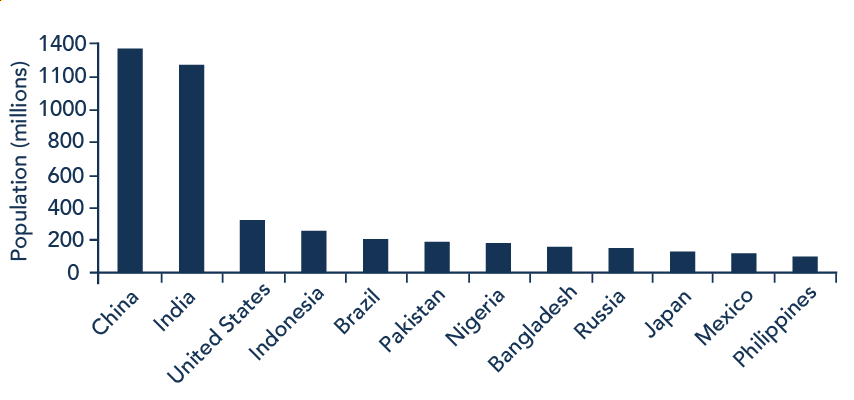 Population (millions)
1400
1100
1000
800
600
400
200
0
China
India
United States
Indonesia
Brazil
Pakistan
Nigeria
Bangladesh
Russia
Japan
Mexico
Philippines